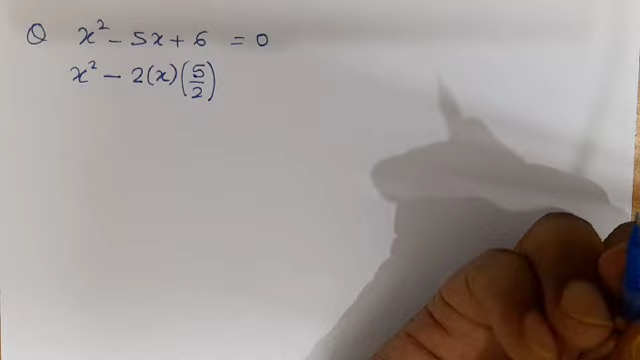 Q x² - 5x + 6 = 0
x² - 2(x)(5/2)